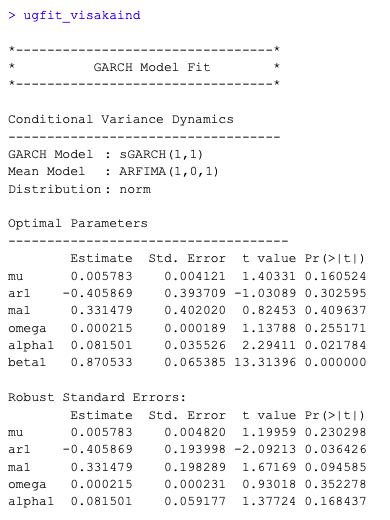 > ugfit_visakaind
*---------------------------------*
*          GARCH Model Fit        *
*---------------------------------*
Conditional Variance Dynamics
-----------------------------------
GARCH Model : sGARCH(1,1)
Mean Model : ARFIMA(1,0,1)
Distribution : norm
Optimal Parameters
------------------------------------
Estimate Std. Error t value Pr(>|t|)
mu 0.005783 0.004121 1.40331 0.160524
ar1 -0.405869 0.393709 -1.03089 0.302595
ma1 0.331479 0.402020 0.82453 0.409637
omega 0.000215 0.000189 1.13788 0.255171
alpha1 0.081501 0.035526 2.29411 0.021784
beta1 0.870533 0.065385 13.31396 0.000000
Robust Standard Errors:
Estimate Std. Error t value Pr(>|t|)
mu 0.005783 0.004820 1.19959 0.230298
ar1 -0.405869 0.193998 -2.09213 0.036426
ma1 0.331479 0.198289 1.67169 0.094585
omega 0.000215 0.000231 0.93018 0.352278
alpha1 0.081501 0.059177 1.37724 0.168437